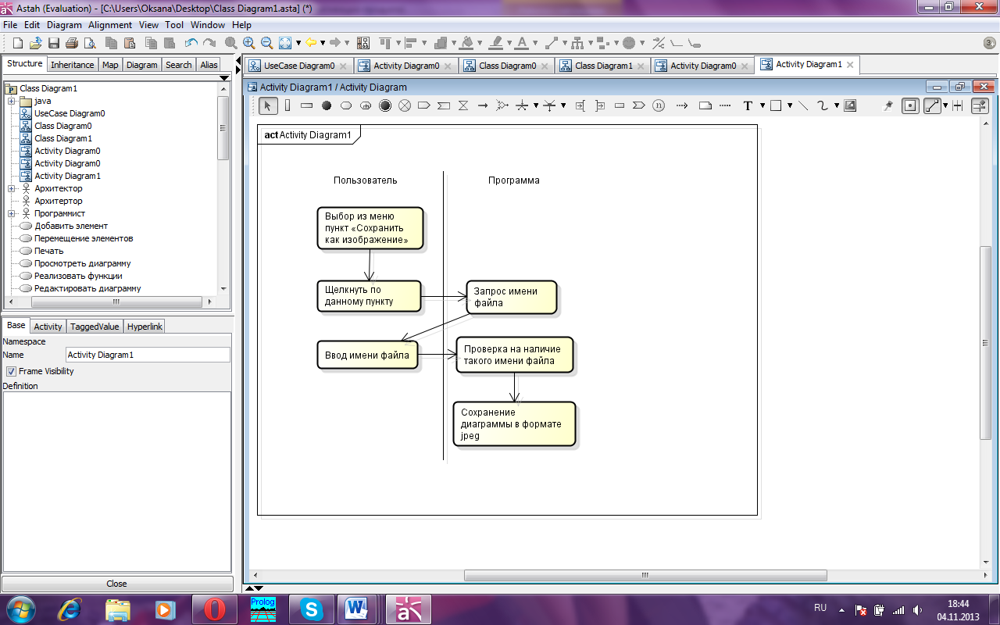 Astah (Evaluation) - [C:\Users\Oksana\Desktop\Class Diagram1.asta] (*)
File Edit Diagram Alignment View Tool Window Help
3
Structure Inheritance Map Diagram Search Alias
UseCase Diagram0 Activity Diagram0 Class Diagram0 Class Diagram1 Activity Diagram0 Activity Diagram1
Class Diagram1
java
UseCase Diagram0
Class Diagram0
Class Diagram1
Activity Diagram0
Activity Diagram0
Activity Diagram1
Архитектор
Архитертор
Программист
Добавить элемент
Перемещение элементов
Печать
Просмотреть диаграмму
Реализовать функции
Редактировать диаграмму
Base Activity TaggedValue Hyperlink
Namespace
Name Activity Diagram1
Frame Visibility
Definition
Close
Activity Diagram1 / Activity Diagram
T
act Activity Diagram1
Пользователь Программа
Выбор из меню
пункт «Сохранить
как изображение»
Щелкнуть по
данному пункту
Запрос имени
файла
Ввод имени файла
Проверка на наличие
такого имени файла
Сохранение
диаграммы в формате
jpeg
Prolog
RU
18:44
04.11.2013